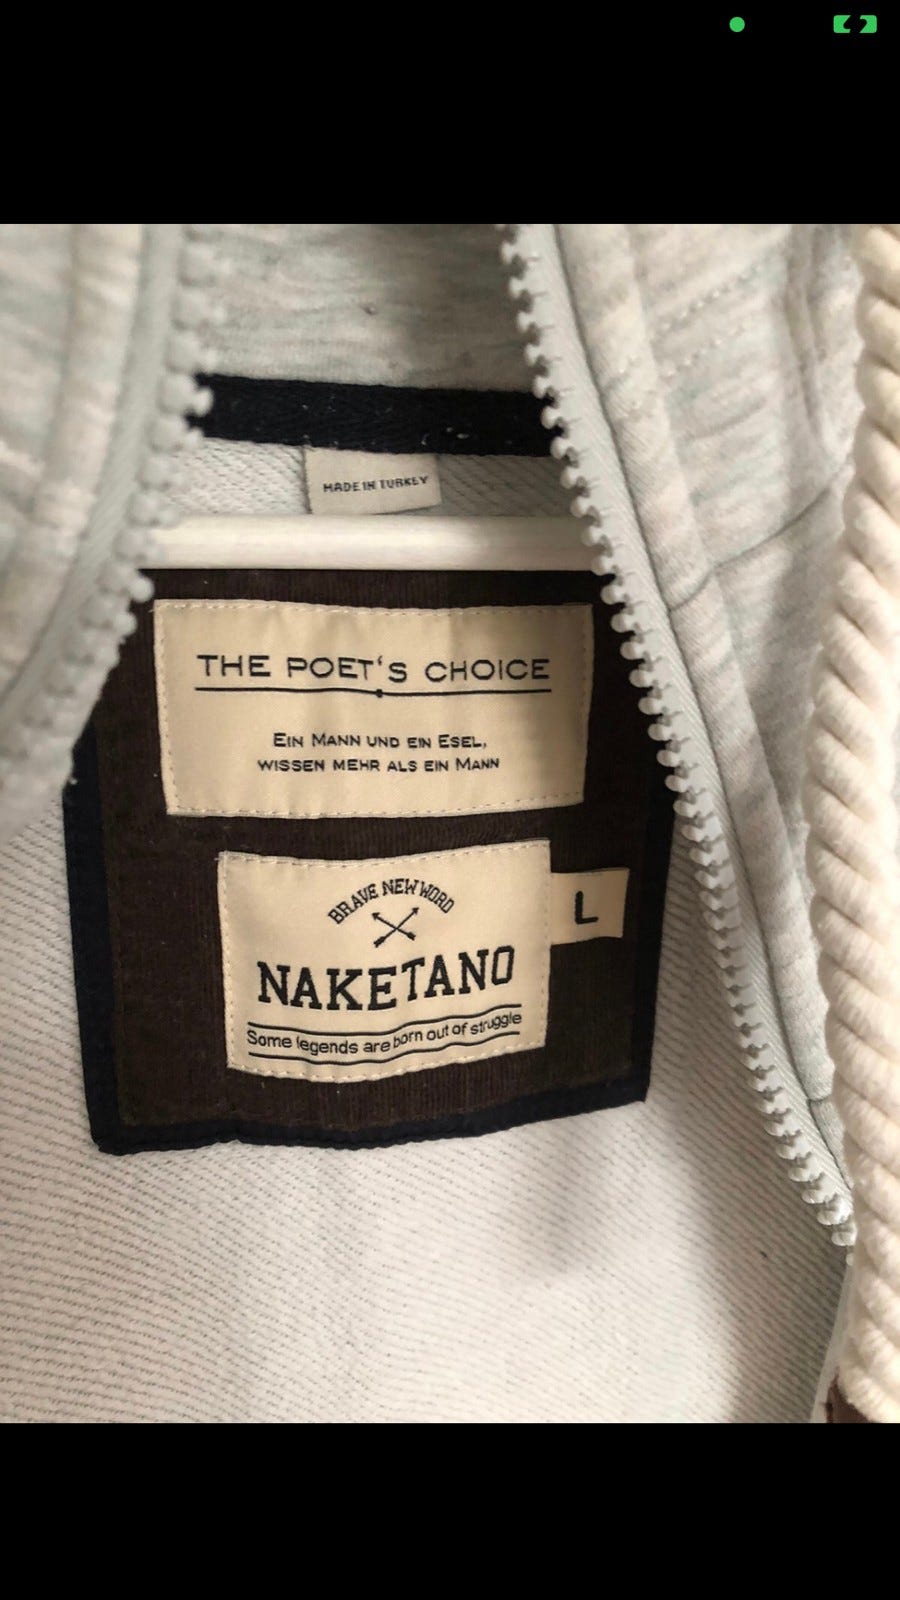 MADE IN TURKEY
THE POET'S CHOICE
EIN MANN UND EIN ESEL,
WISSEN MEHR ALS EIN MANN
BRAVE NEW WORD
NAKETANO
Some legends are born out of struggle
L